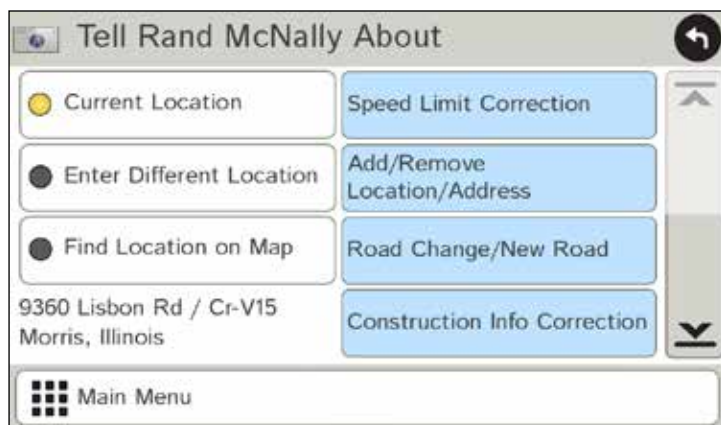 Tell Rand McNally About
Current Location
Speed Limit Correction
Enter Different Location
Add/Remove
Location/Address
Find Location on Map
Road Change/New Road
9360 Lisbon Rd / Cr-V15
Morris, Illinois
Construction Info Correction
Main Menu